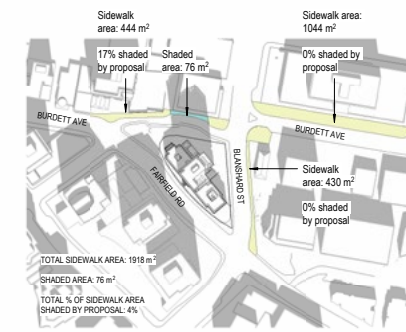 Sidewalk
area: 444 m²
Sidewalk area:
1044 m²
17% shaded
by proposal
Shaded
area: 76 m²
0% shaded by
proposal
BURDETT AVE
BURDETT AVE
BLANSHARD ST
FAIRFIELD RD
Sidewalk
area: 430 m²
0% shaded
by proposal
TOTAL SIDEWALK AREA: 1918 m²
SHADED AREA: 76 m²
TOTAL % OF SIDEWALK AREA
SHADED BY PROPOSAL: 4%